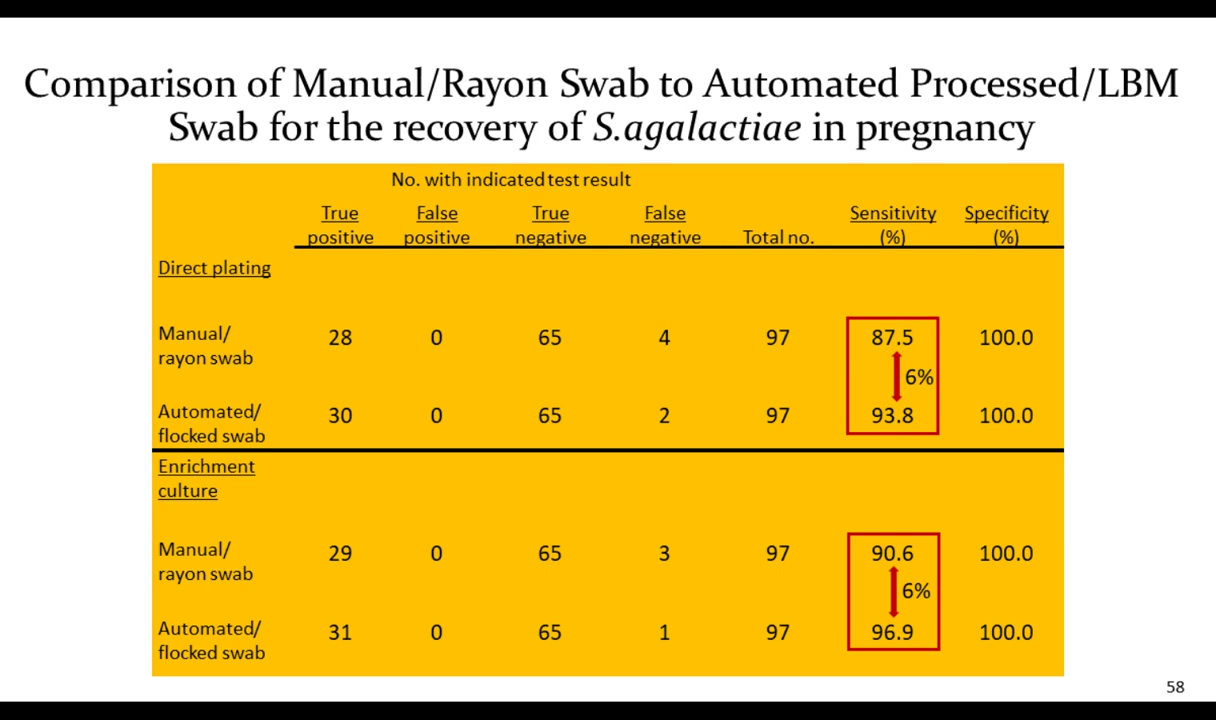 Comparison of Manual/Rayon Swab to Automated Processed/LBM
Swab for the recovery of S.agalactiae in pregnancy
No. with indicated test result
True False True False Sensitivity Specificity
positive positive negative negative Total no. (%) (%)
Direct plating
Manual/
rayon swab 28 0 65 4 97 87.5 100.0
6%
Automated/
flocked swab 30 0 65 2 97 93.8 100.0
Enrichment
culture
Manual/
rayon swab 29 0 65 3 97 90.6 100.0
6%
Automated/
flocked swab 31 0 65 1 97 96.9 100.0
58